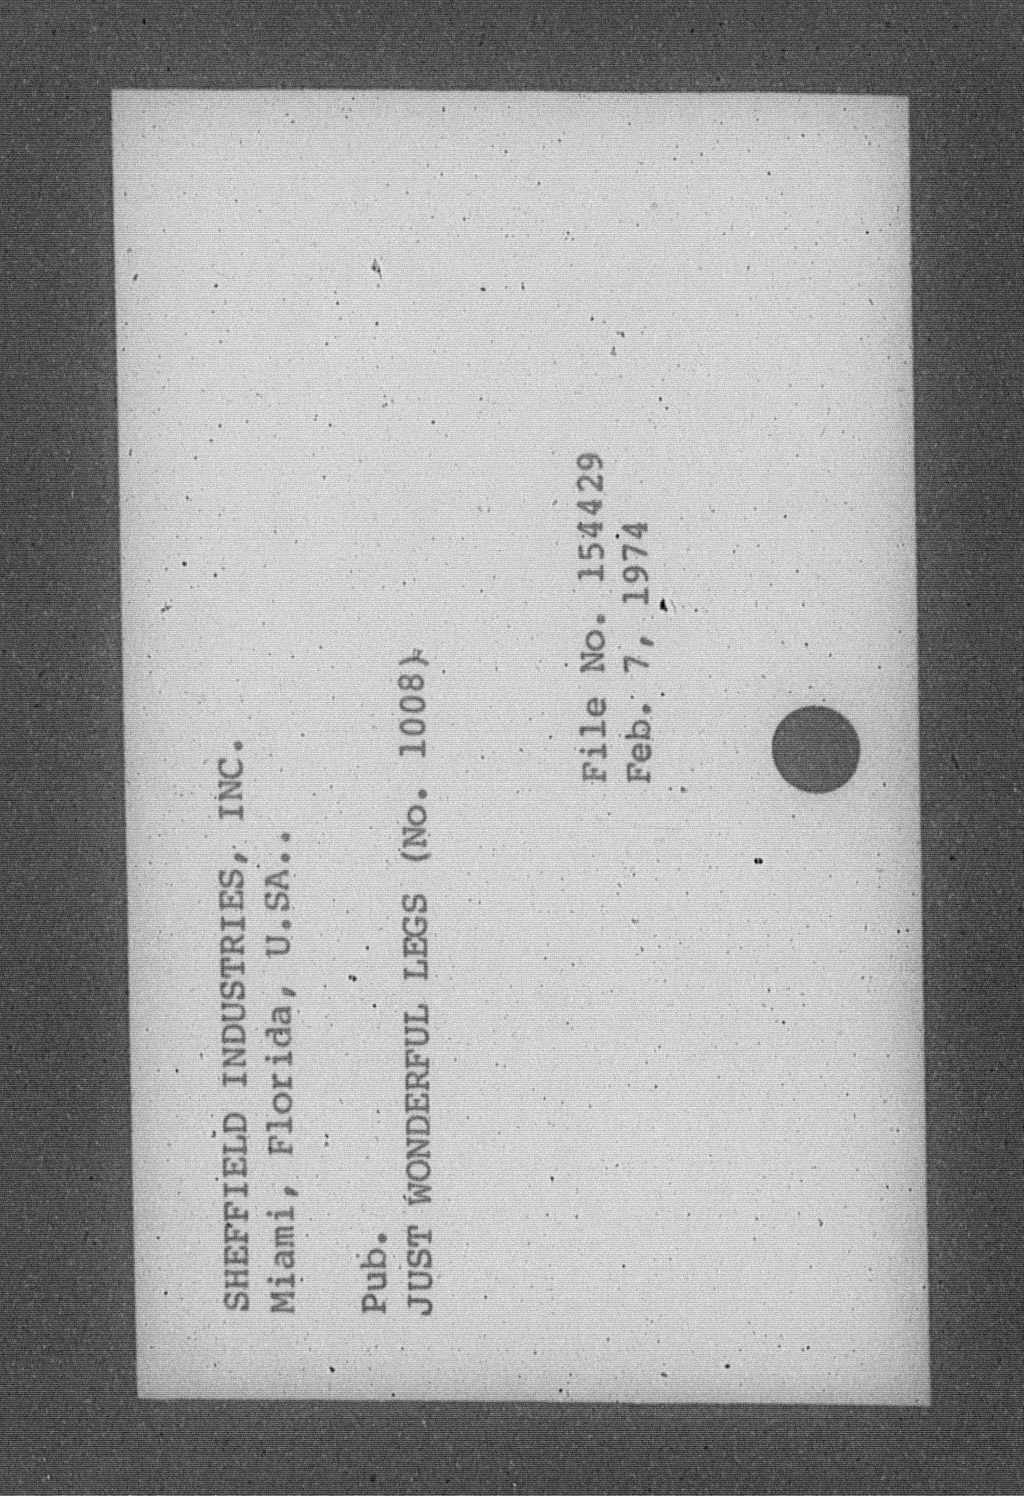 SHEFFIELD INDUSTRIES, INC.
Miami, Florida, U.SA..
Pub.
JUST WONDERFUL LEGS (No. 1008)
File No. 154429
Feb. 7, 1974